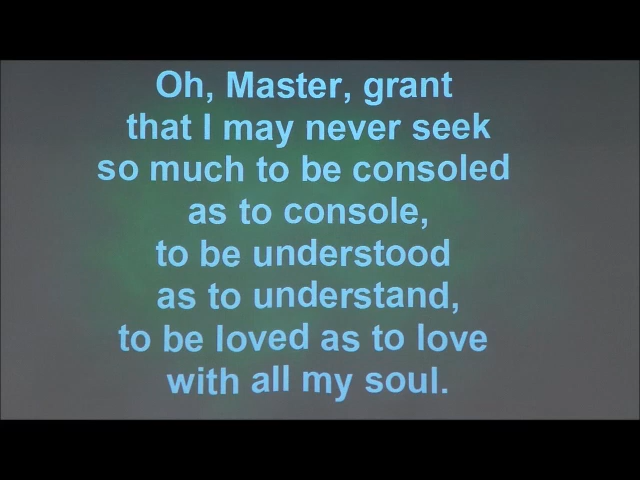 Oh, Master, grant
that I may never seek
so much to be consoled
as to console,
to be understood
as to understand,
to be loved as to love
with all my soul.